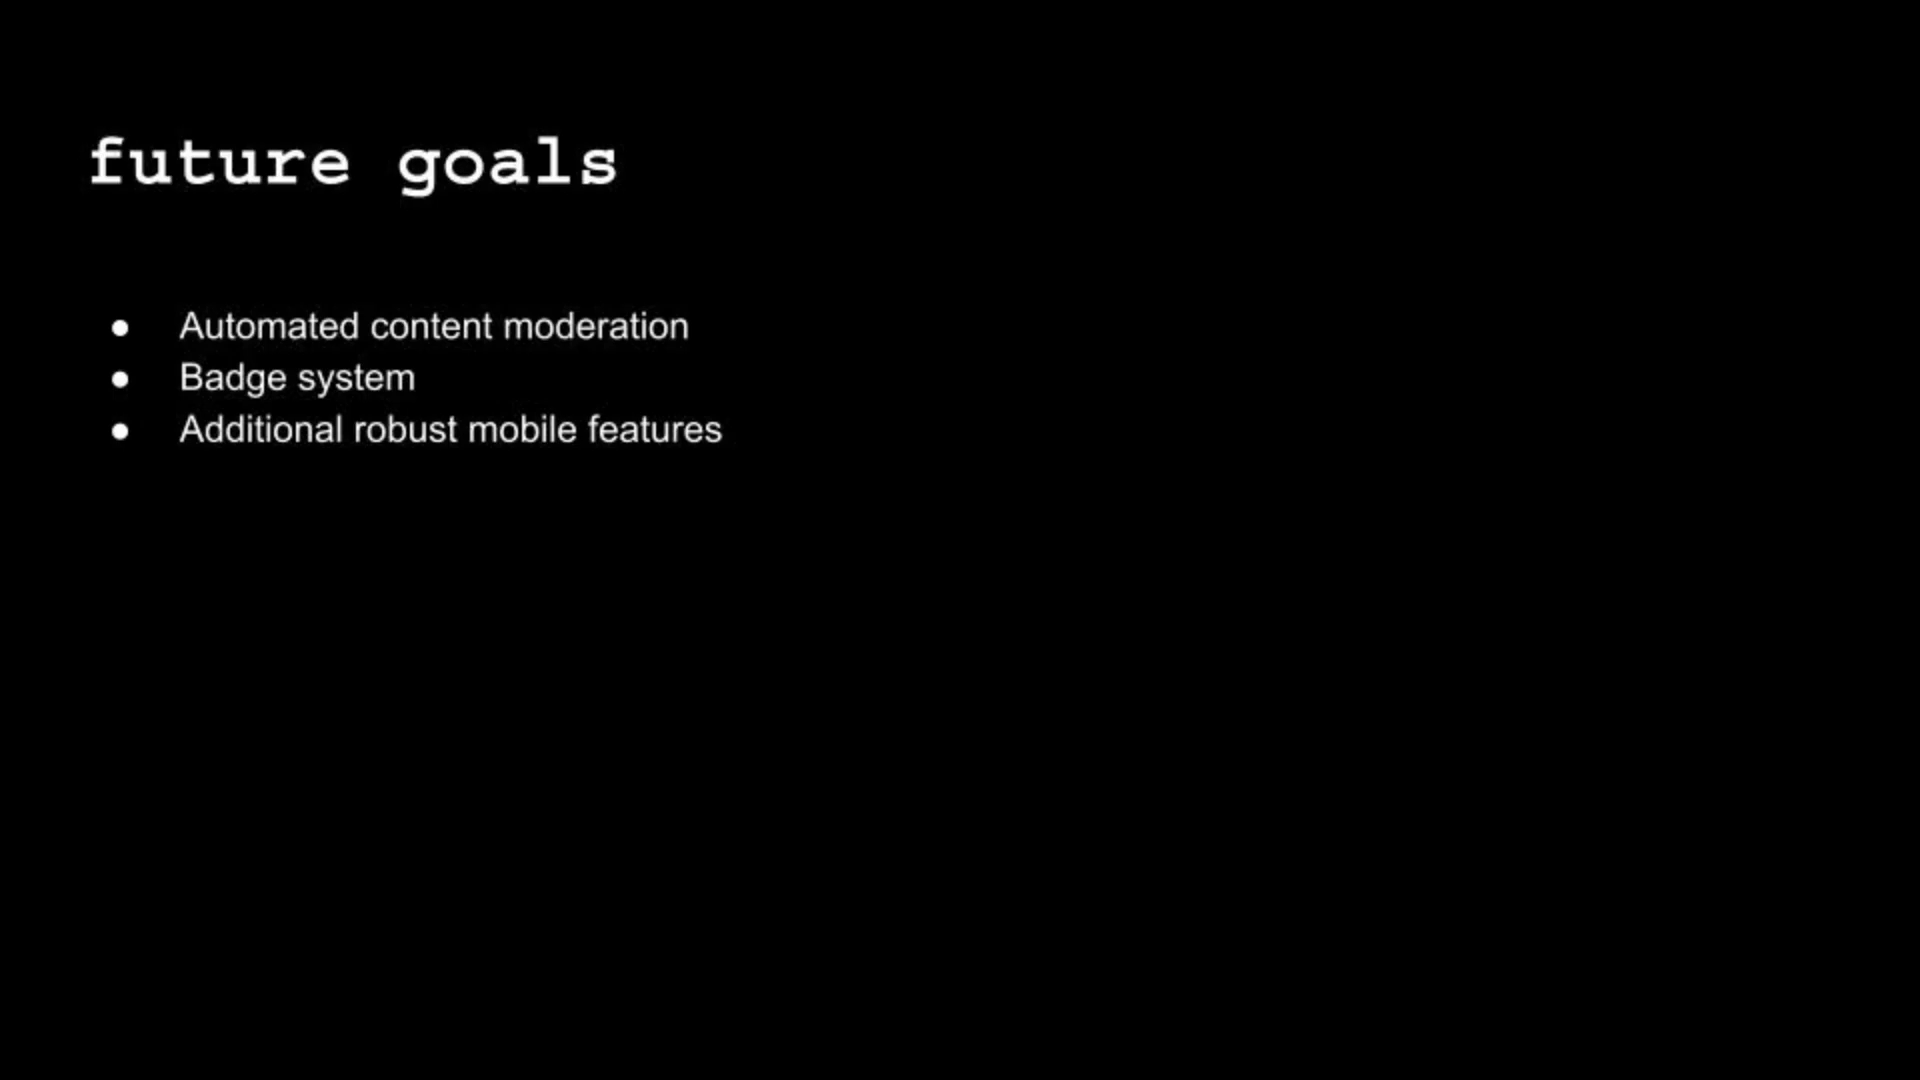 future goals
● Automated content moderation
● Badge system
● Additional robust mobile features